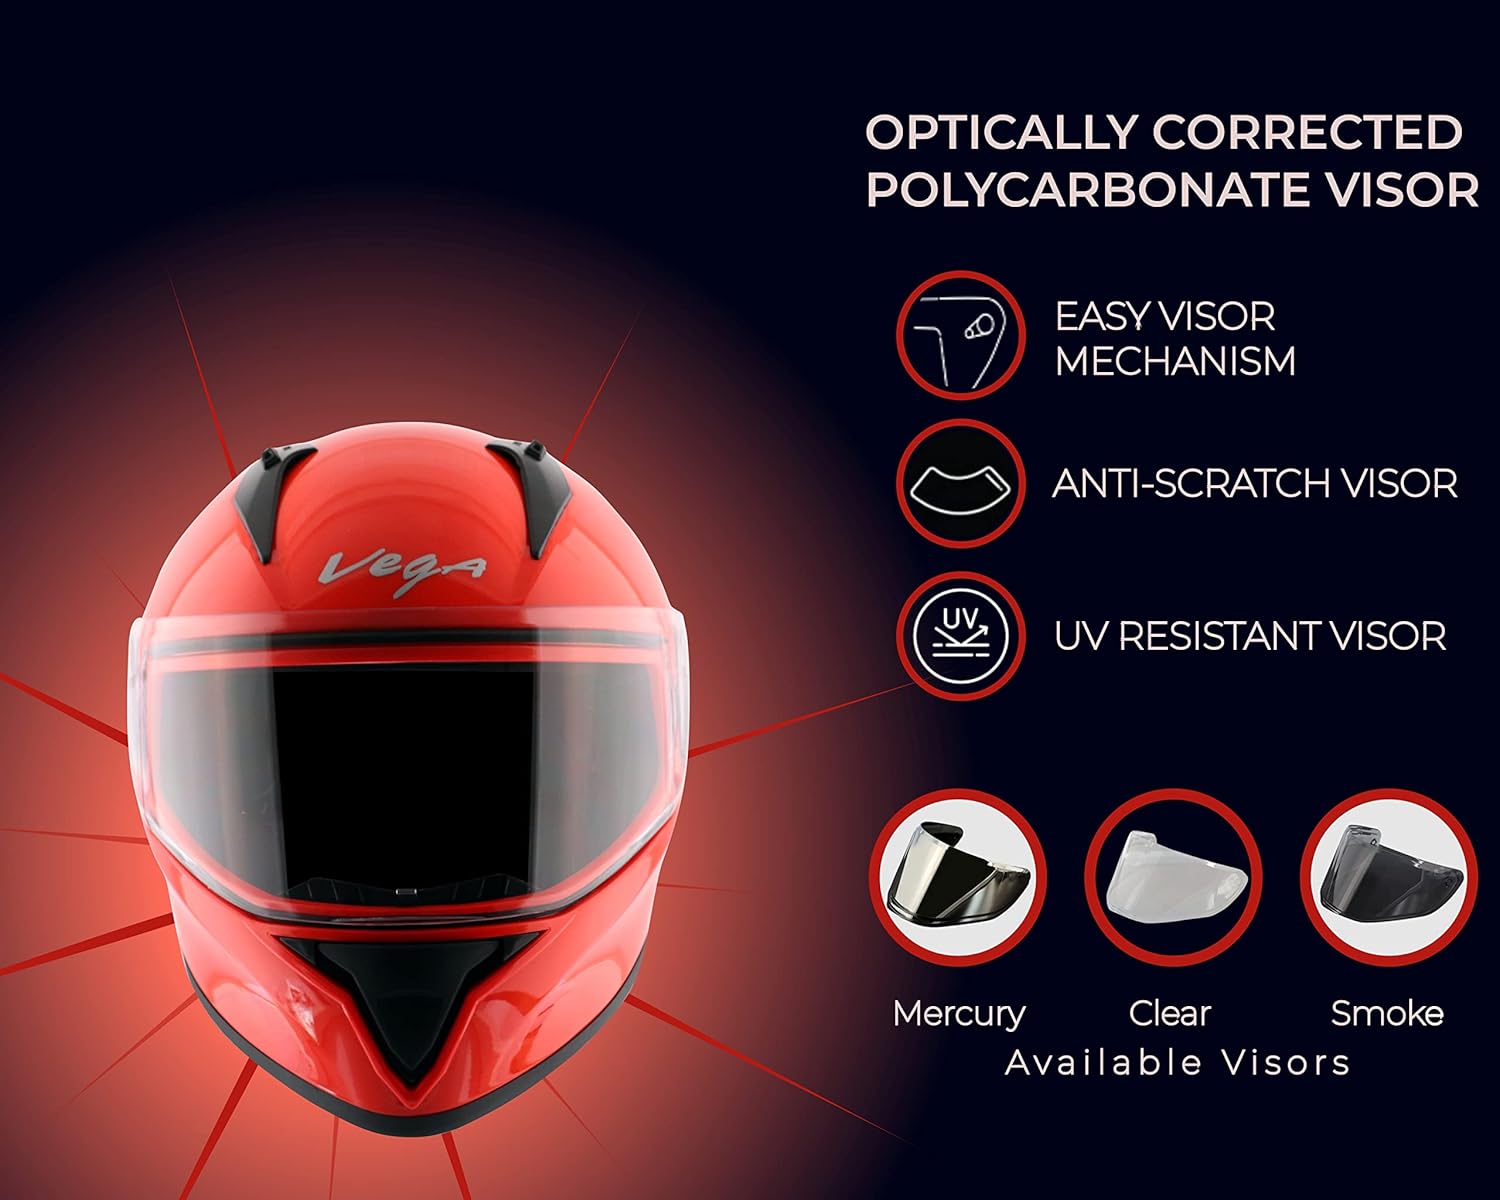 OPTICALLY CORRECTED
POLYCARBONATE VISOR
EASY VISOR
MECHANISM
ANTI-SCRATCH VISOR
UV
UV RESISTANT VISOR
Vega
Mercury
Clear
Smoke
Available Visors